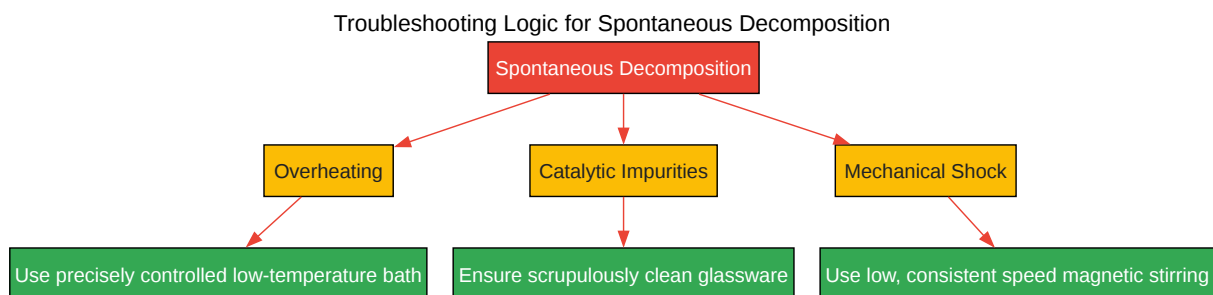 Troubleshooting Logic for Spontaneous Decomposition
Spontaneous Decomposition
Overheating
Catalytic Impurities
Mechanical Shock
Use precisely controlled low-temperature bath
Ensure scrupulously clean glassware
Use low, consistent speed magnetic stirring